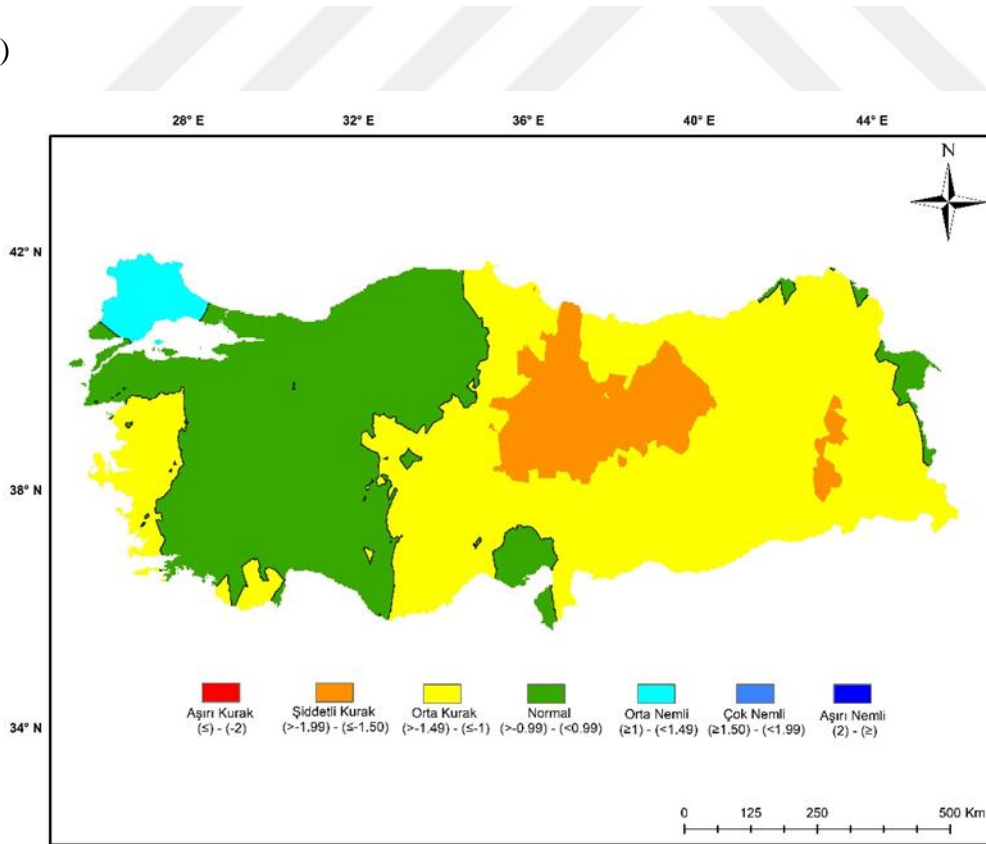 )
28° E 32° E 36° E 40° E 44° E
N
42° N
38° N
34° N
Aşırı Kurak Şiddetli Kurak Orta Kurak Normal Orta Nemli Çok Nemli Aşırı Nemli
(≤) - (-2) (>-1.99) - (≤-1.50) (>-1.49) - (≤-1) (>-0.99) - (<0.99) (≥1) - (<1.49) (≥1.50) - (<1.99) (2) - (≥)
0 125 250 500 Km